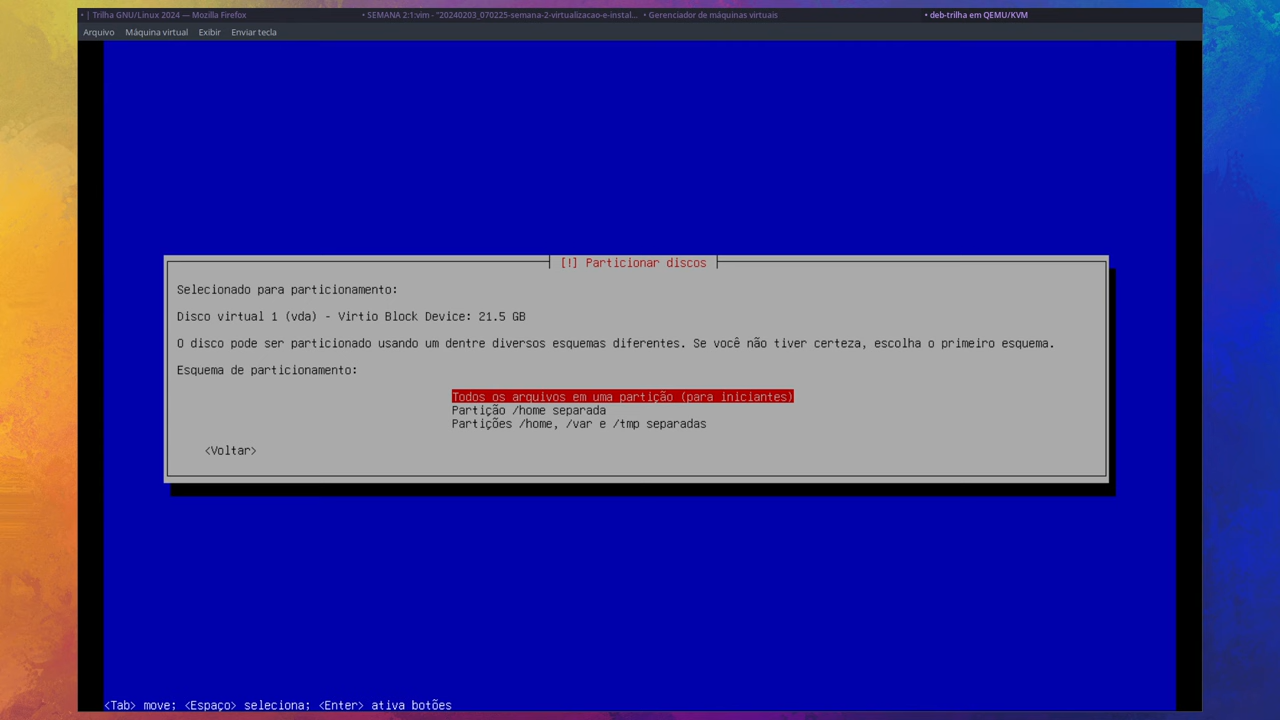 • | Trilha GNU/Linux 2024 — Mozilla Firefox • SEMANA 2:1:vim - "20240203_070225-semana-2-virtualizacao-e-instal... • Gerenciador de máquinas virtuais • deb-trilha em QEMU/KVM
Arquivo Máquina virtual Exibir Enviar tecla
[!] Particionar discos
Selecionado para particionamento:
Disco virtual 1 (vda) - Virtio Block Device: 21.5 GB
O disco pode ser particionado usando um dentre diversos esquemas diferentes. Se você não tiver certeza, escolha o primeiro esquema.
Esquema de particionamento:
Todos os arquivos em uma partição (para iniciantes)
Partição /home separada
Partições /home, /var e /tmp separadas
<Voltar>
<Tab> move; <Espaço> seleciona; <Enter> ativa botões